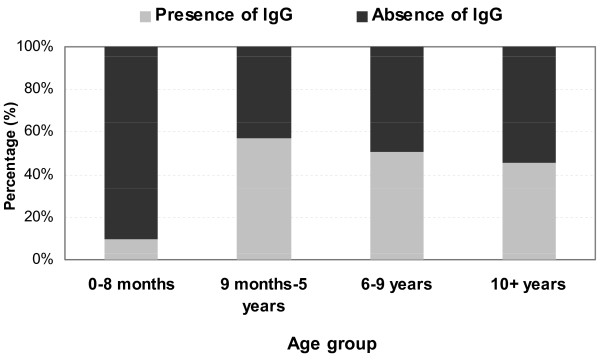 Presence of IgG Absence of IgG
100%
80%
60%
40%
20%
0%
Percentage (%)
0-8 months 9 months-5 years 6-9 years 10+ years
Age group